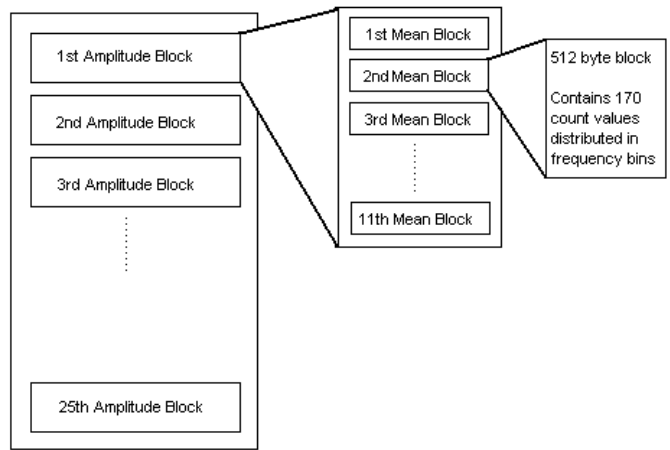 1st Amplitude Block
2nd Amplitude Block
3rd Amplitude Block
25th Amplitude Block
1st Mean Block
2nd Mean Block
3rd Mean Block
11th Mean Block
512 byte block
Contains 170
count values
distributed in
frequency bins